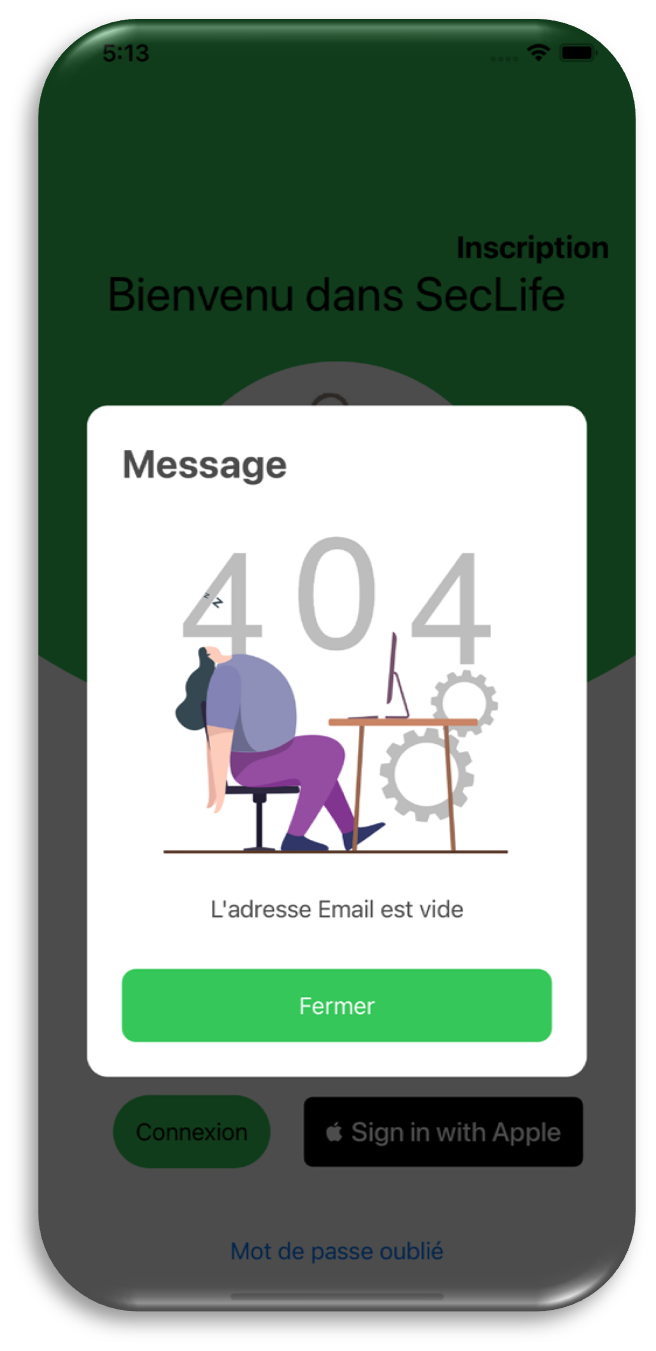 5:13
Inscription
Bienvenu dans SecLife
Message
404
z z
L'adresse Email est vide
Fermer
Connexion
Sign in with Apple
Mot de passe oublié